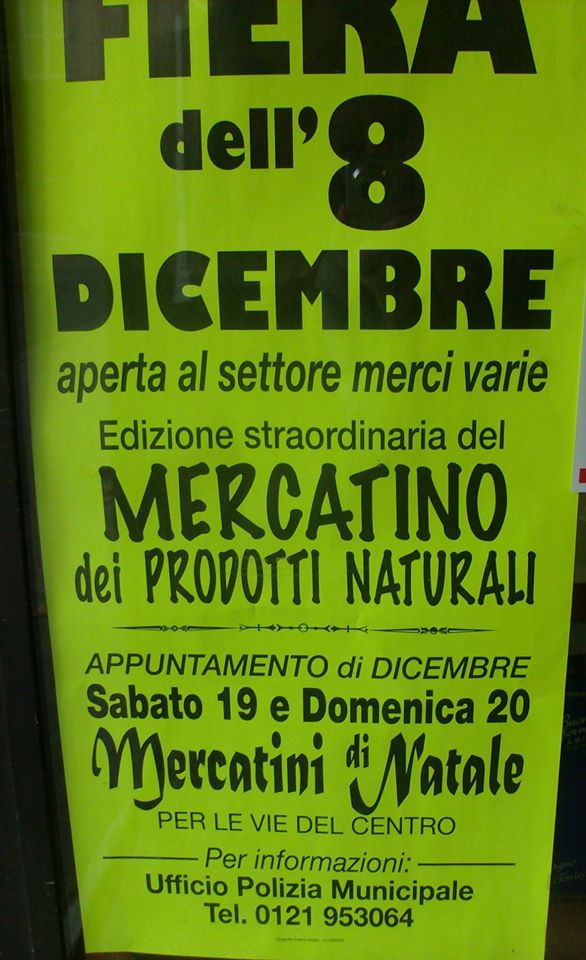 FIERA
dell'8
DICEMBRE
aperta al settore merci varie
Edizione straordinaria del
MERCATINO
dei PRODOTTI NATURALI
APPUNTAMENTO di DICEMBRE
Sabato 19 e Domenica 20
Mercatini di Natale
PER LE VIE DEL CENTRO
Per informazioni:
Ufficio Polizia Municipale
Tel. 0121 953064